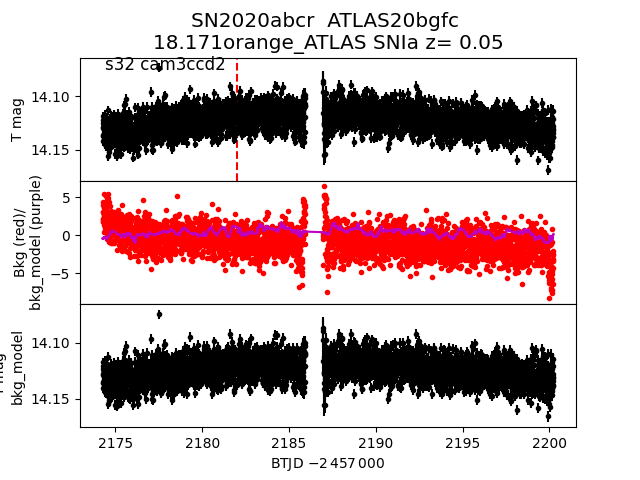 SN2020abcr ATLAS20bgfc
18.171orange_ATLAS SNIa z= 0.05
s32 cam3ccd2
T mag
14.10
14.15
Bkg (red)/
bkg_model (purple)
5
0
−5
bkg_model
14.10
14.15
2175 2180 2185 2190 2195 2200
BTJD −2 457 000